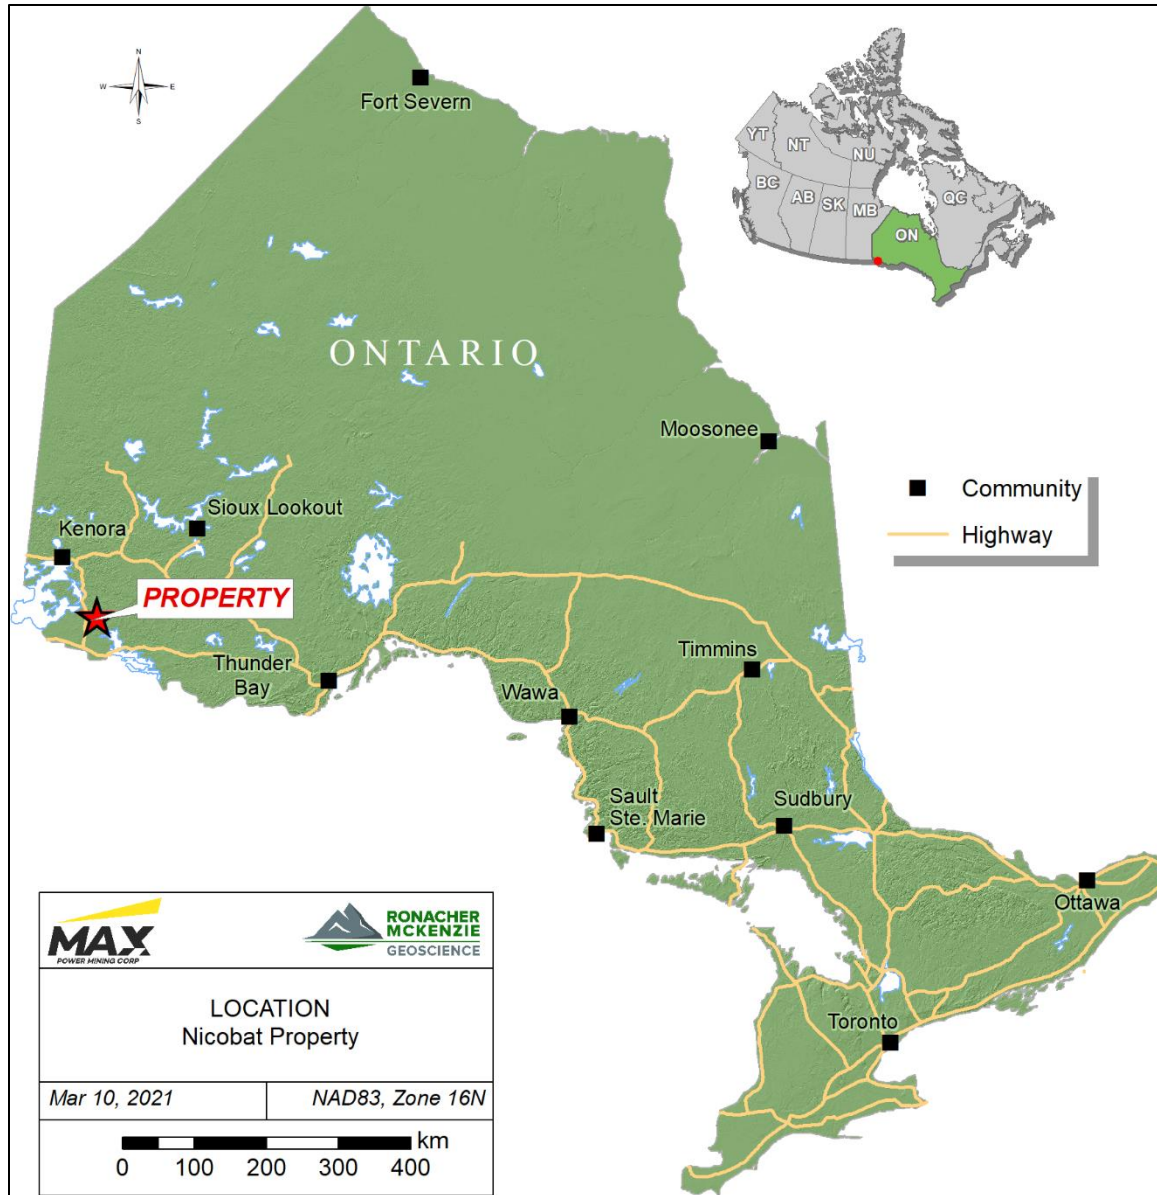 N
W E
S
Fort Severn
YT
NT
NU
BC
AB
SK
MB
QC
ON
ONTARIO
Moosonee
Community
Highway
Sioux Lookout
Kenora
PROPERTY
Thunder
Bay
Timmins
Wawa
Sault
Ste. Marie
Sudbury
Ottawa
Toronto
MAX
POWER MINING CORP
RONACHER
MCKENZIE
GEOSCIENCE
LOCATION
Nicobat Property
Mar 10, 2021
NAD83, Zone 16N
km
0 100 200 300 400